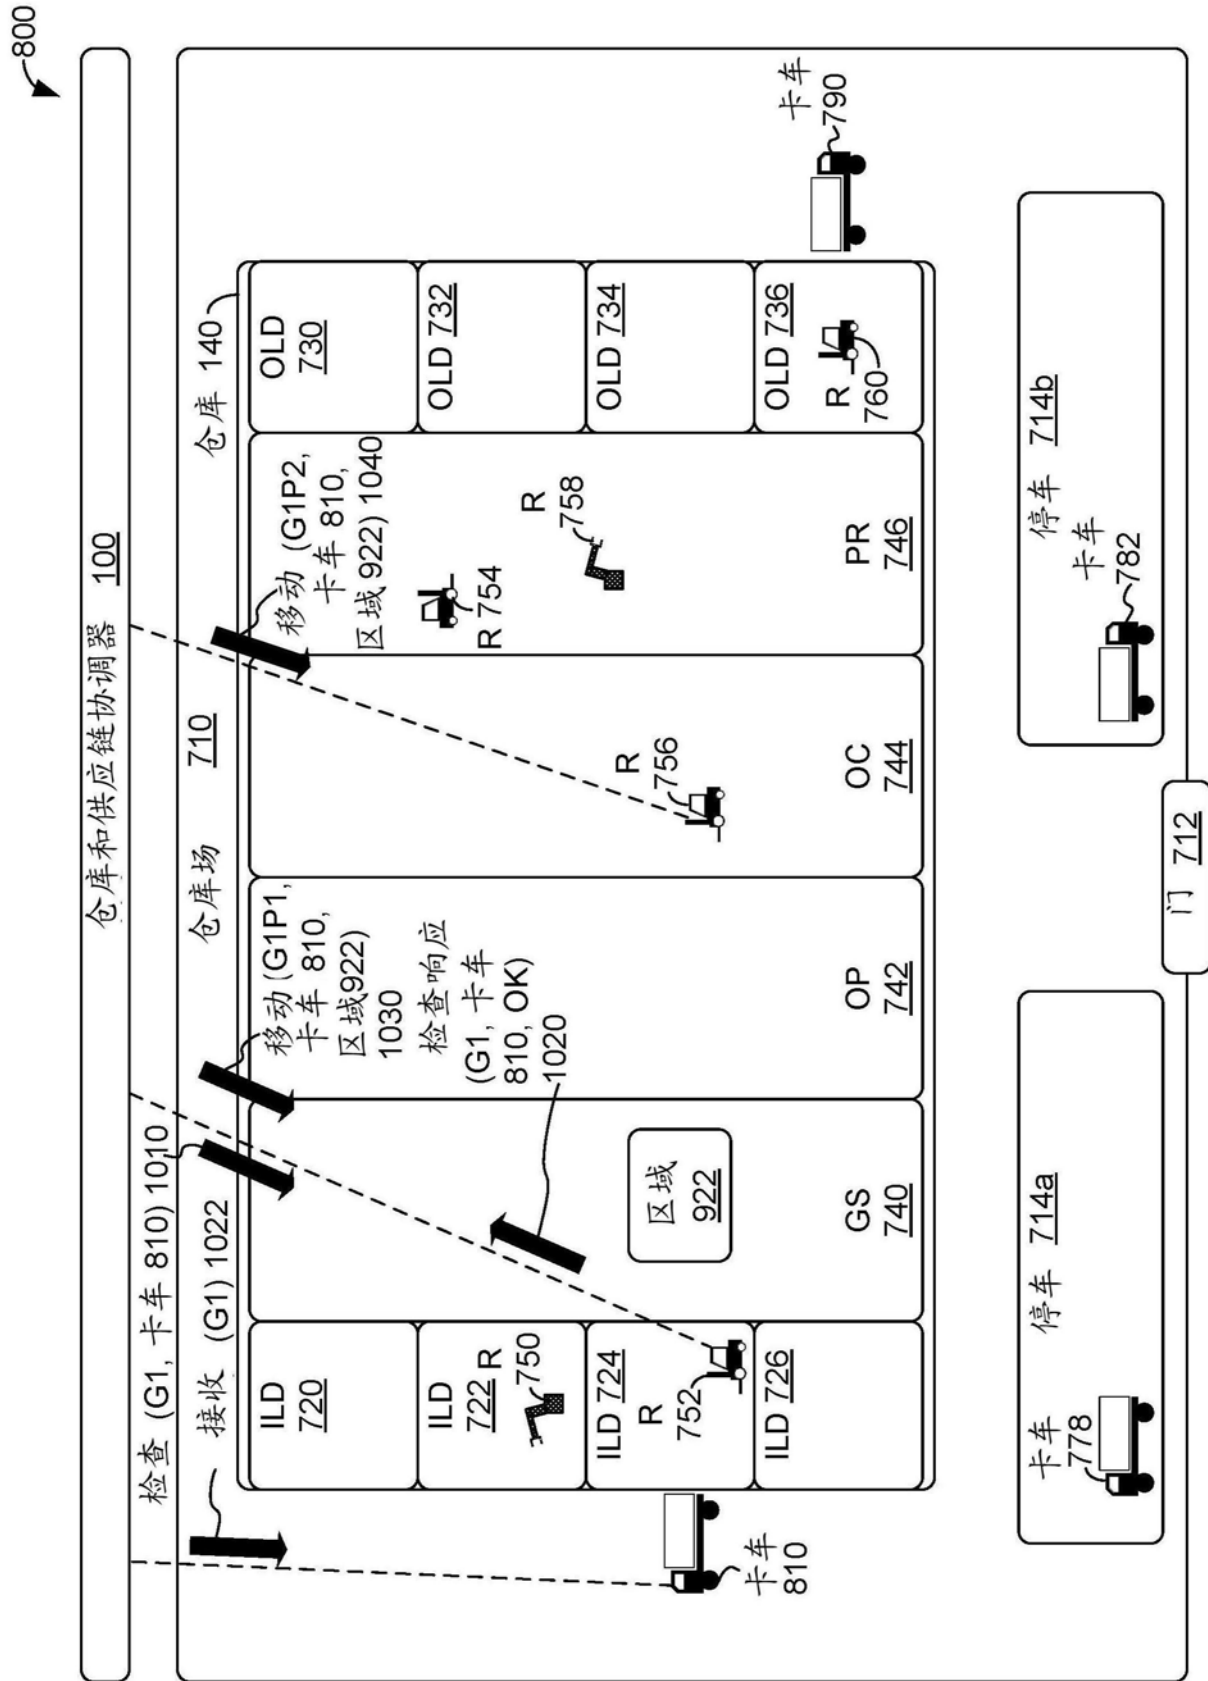 800
仓库和供应链协调器 100
检查 (G1, 卡车 810) 1010
接收 (G1) 1022
仓库场 710
仓库 140
移动 (G1P1,
卡车 810,
区域922)
1030
检查响应
(G1, 卡车
810, OK)
1020
移动 (G1P2,
卡车 810,
区域 922) 1040
ILD
720
ILD
722
R
750
ILD 724
R
752
ILD 726
区域
922
GS
740
OP
742
R
756
OC
744
R 754
R
758
PR
746
OLD
730
OLD 732
OLD 734
OLD 736
R
760
卡车
810
卡车
790
停车 714a
卡车
778
门 712
停车 714b
卡车
782